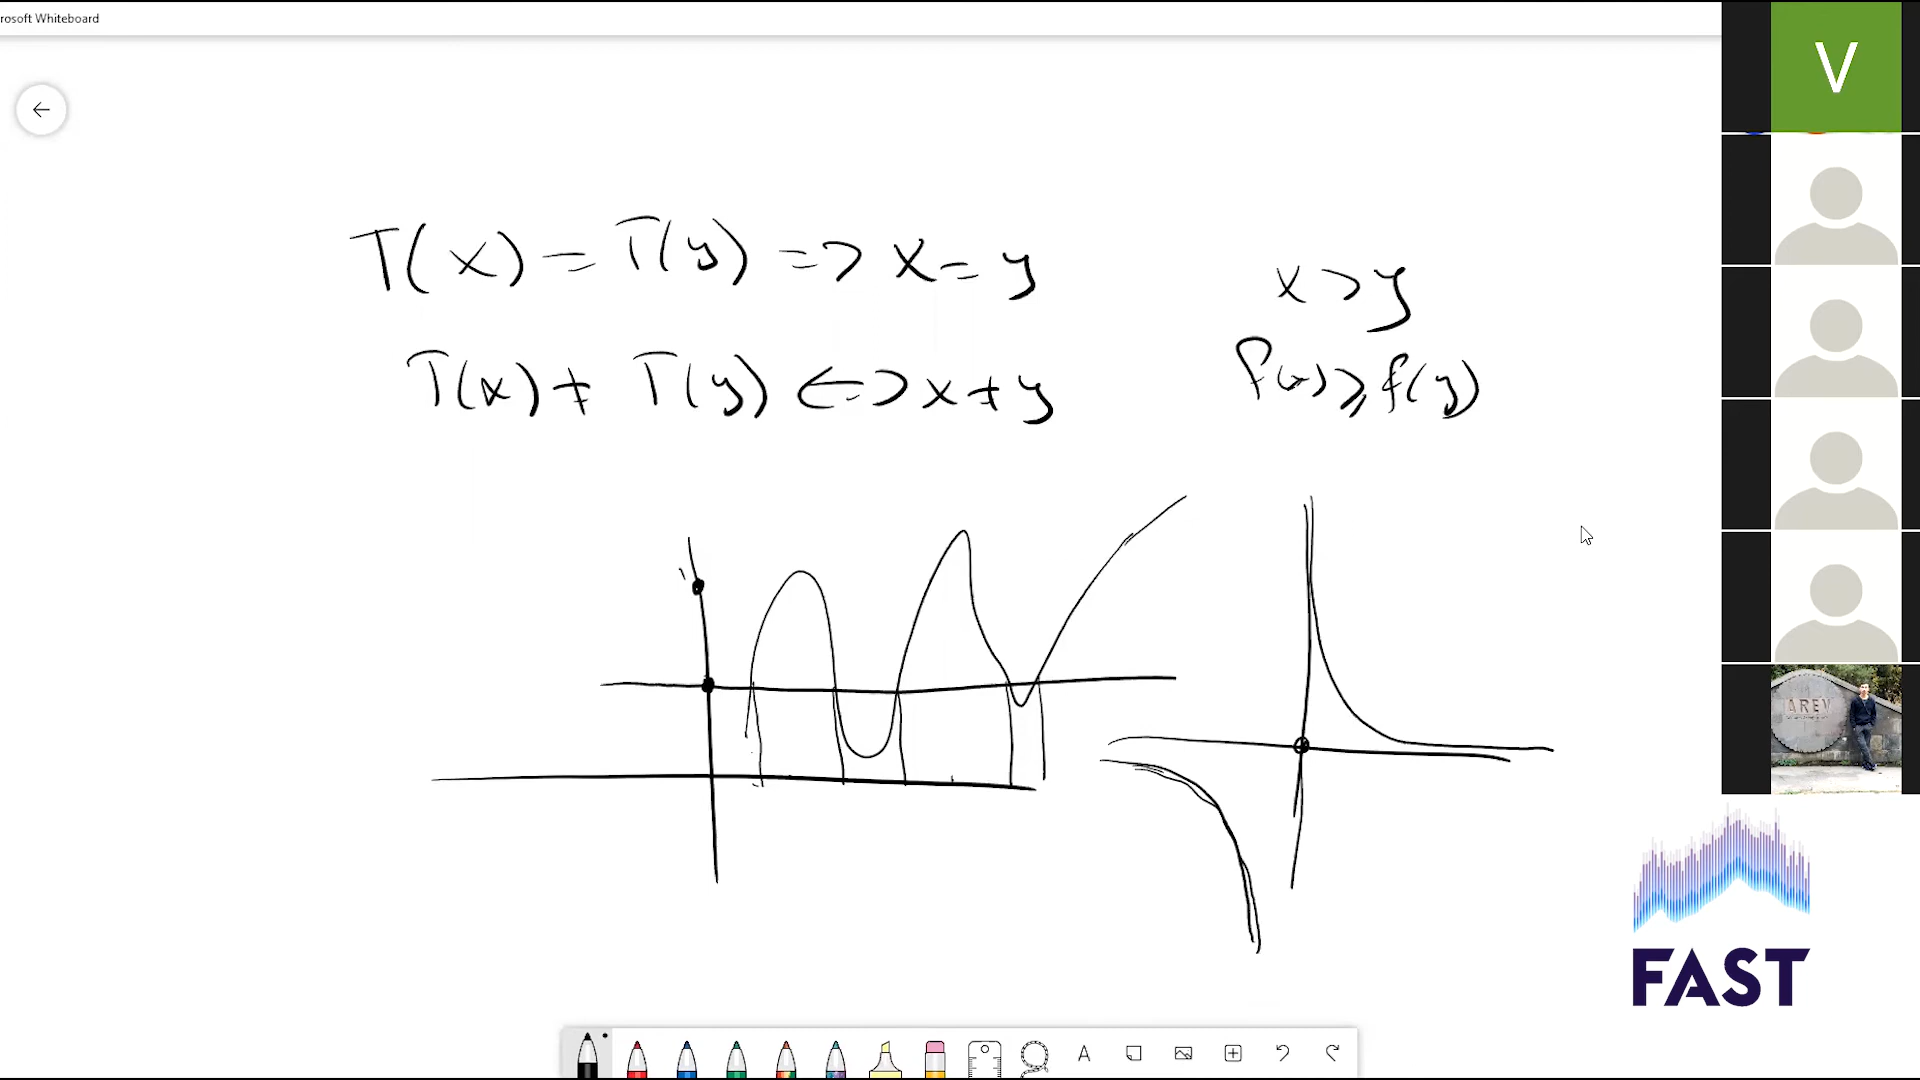 rosoft Whiteboard
V
T(x) = T(y) => x = y
x > y
T(x) ≠ T(y) <=> x ≠ y
f(x) ⩾ f(y)
AREV
FAST
A